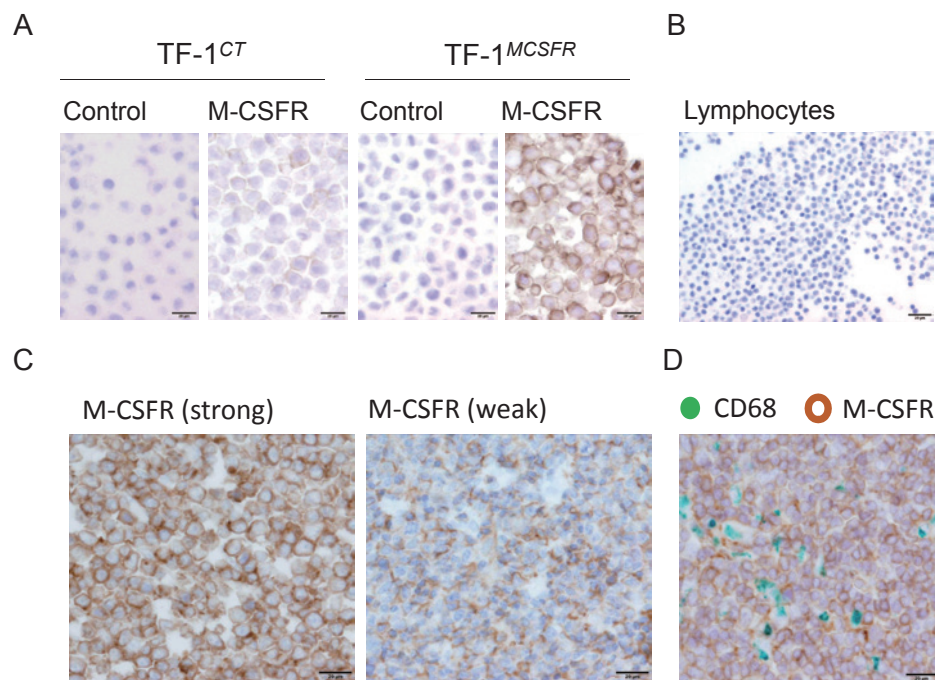 A
B
TF-1CT
TF-1MCSFR
Control
M-CSFR
Control
M-CSFR
Lymphocytes
C
D
M-CSFR (strong)
M-CSFR (weak)
CD68
M-CSFR